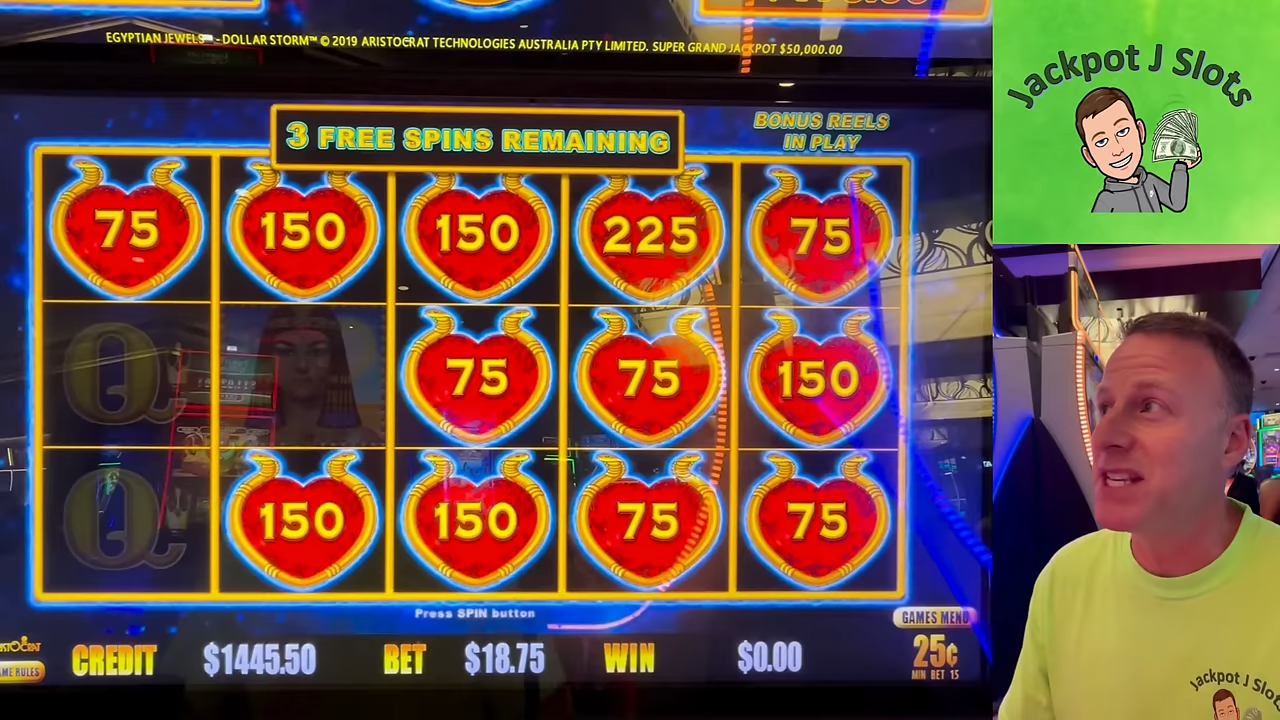 EGYPTIAN JEWELS™ - DOLLAR STORM™ © 2019 ARISTOCRAT TECHNOLOGIES AUSTRALIA PTY LIMITED. SUPER GRAND JACKPOT $50,000.00
Jackpot J Slots
3 FREE SPINS REMAINING
BONUS REELS
IN PLAY
75 150 150 225 75
Q 75 75 150
Q 150 150 75 75
Press SPIN button
GAMES MENU
CREDIT $1445.50 BET $18.75 WIN $0.00 25¢
MIN BET 15
Jackpot J Slots